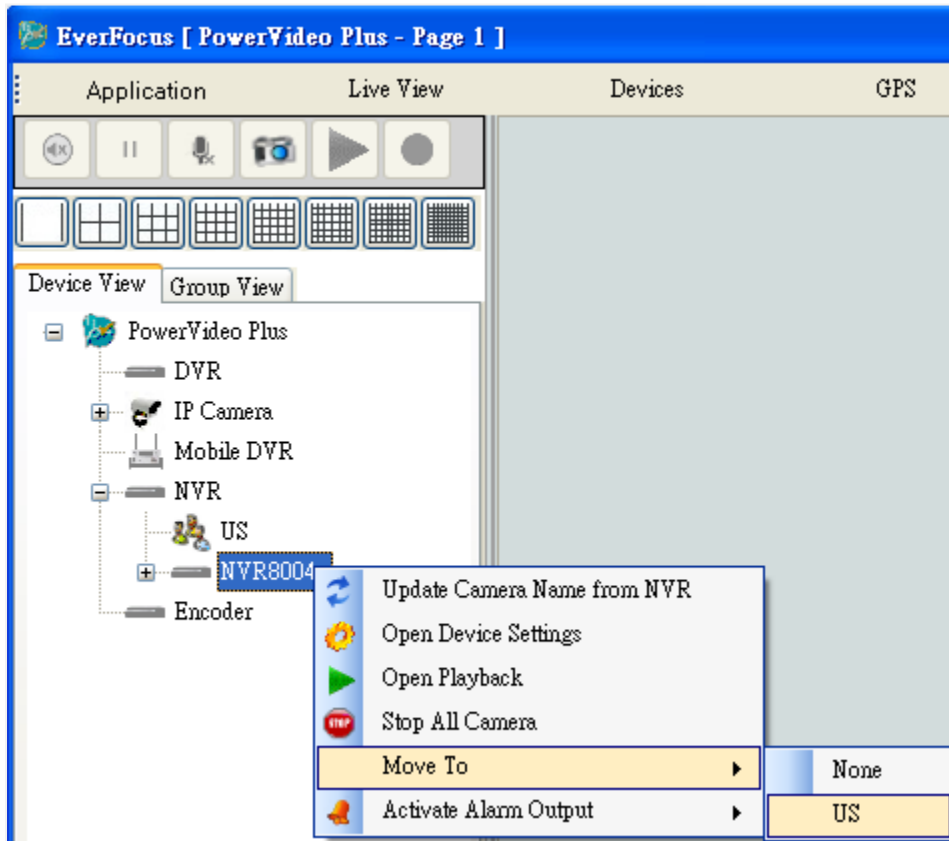 EverFocus [ PowerVideo Plus - Page 1 ]
Application Live View Devices GPS
Device View Group View
PowerVideo Plus
DVR
IP Camera
Mobile DVR
NVR
US
NVR8004
Encoder
Update Camera Name from NVR
Open Device Settings
Open Playback
STOP Stop All Camera
Move To
Activate Alarm Output
None
US